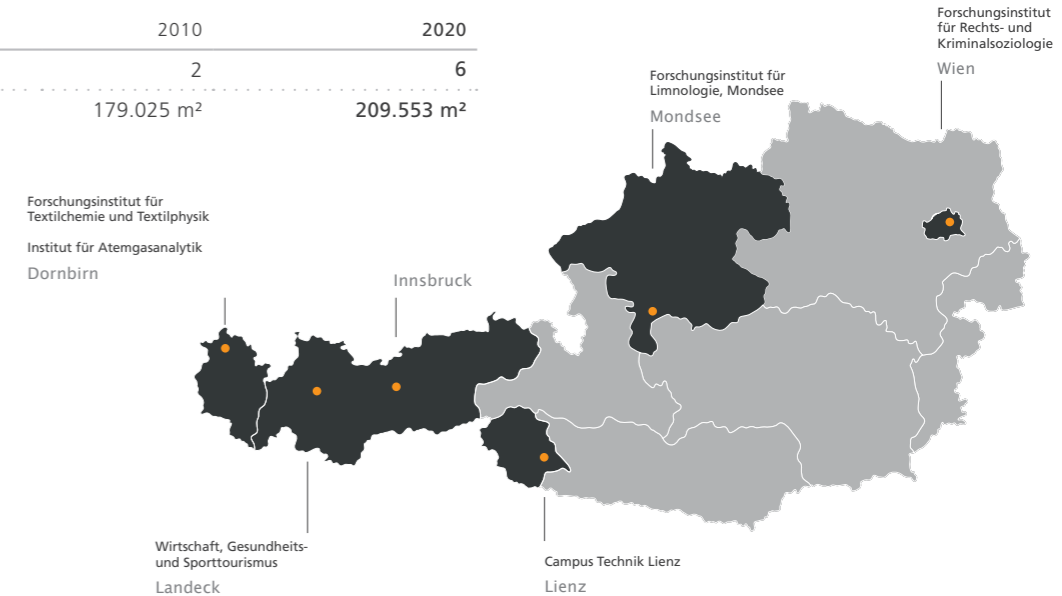 2010 2020
2 6
179.025 m² 209.553 m²
Forschungsinstitut
für Rechts- und
Kriminalsoziologie
Wien
Forschungsinstitut für
Limnologie, Mondsee
Mondsee
Forschungsinstitut für
Textilchemie und Textilphysik
Institut für Atemgasanalytik
Dornbirn
Innsbruck
Wirtschaft, Gesundheits-
und Sporttourismus
Landeck
Campus Technik Lienz
Lienz